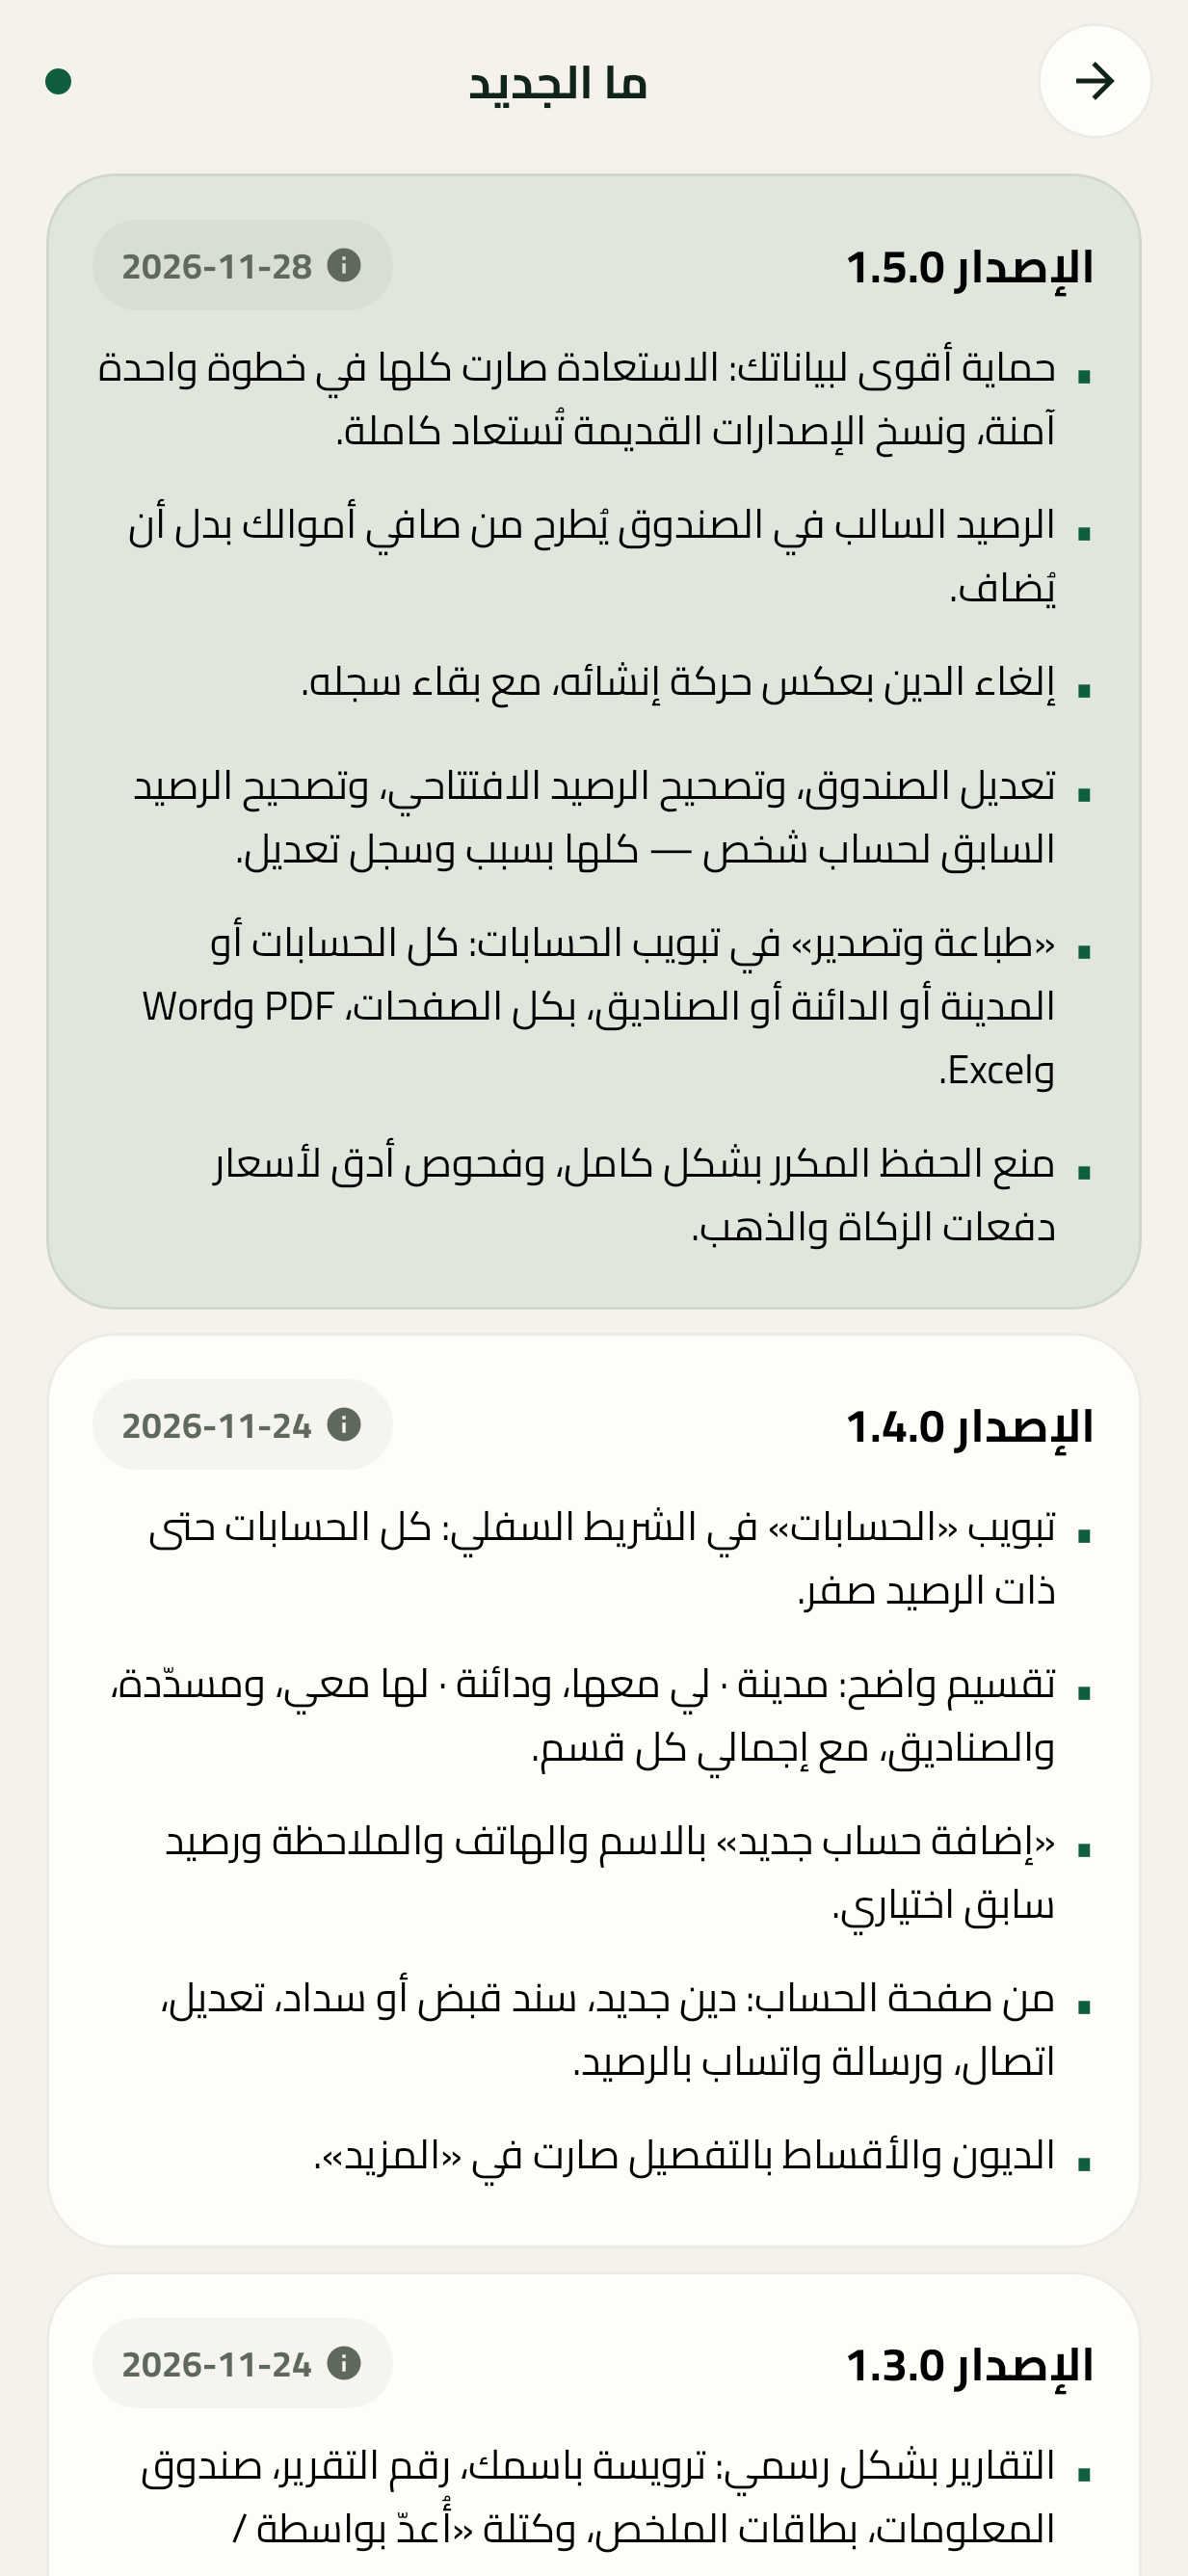 ما الجديد
الإصدار 1.5.0
2026-11-28
حماية أقوى لبياناتك: الاستعادة صارت كلها في خطوة واحدة
آمنة، ونسخ الإصدارات القديمة تُستعاد كاملة.
الرصيد السالب في الصندوق يُطرح من صافي أموالك بدل أن
يُضاف.
إلغاء الدين بعكس حركة إنشائه، مع بقاء سجله.
تعديل الصندوق، وتصحيح الرصيد الافتتاحي، وتصحيح الرصيد
السابق لحساب شخص — كلها بسبب وسجل تعديل.
«طباعة وتصدير» في تبويب الحسابات: كل الحسابات أو
المدينة أو الدائنة أو الصناديق، بكل الصفحات، PDF وWord
وExcel.
منع الحفظ المكرر بشكل كامل، وفحوص أدق لأسعار
دفعات الزكاة والذهب.
الإصدار 1.4.0
2026-11-24
تبويب «الحسابات» في الشريط السفلي: كل الحسابات حتى
ذات الرصيد صفر.
تقسيم واضح: مدينة · لي معها، ودائنة · لها معي، ومسدّدة،
والصناديق، مع إجمالي كل قسم.
«إضافة حساب جديد» بالاسم والهاتف والملاحظة ورصيد
سابق اختياري.
من صفحة الحساب: دين جديد، سند قبض أو سداد، تعديل،
اتصال، ورسالة واتساب بالرصيد.
الديون والأقساط بالتفصيل صارت في «المزيد».
الإصدار 1.3.0
2026-11-24
التقارير بشكل رسمي: ترويسة باسمك، رقم التقرير، صندوق
المعلومات، بطاقات الملخص، وكتلة «أُعدّ بواسطة /